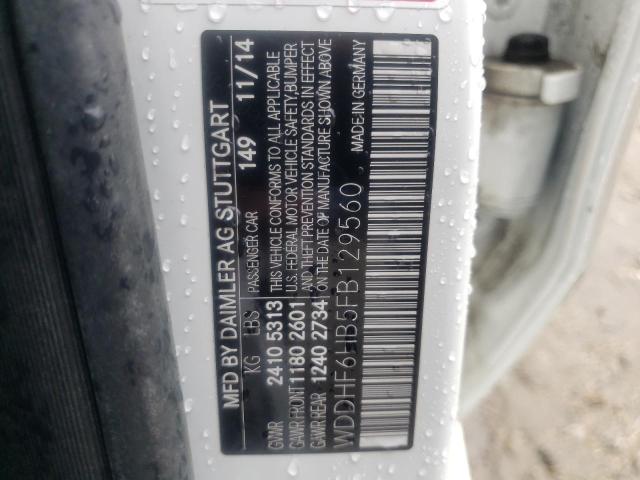 MFD BY DAIMLER AG STUTTGART
KG LBS PASSENGER CAR 149 11/14
GVWR 2410 5313 THIS VEHICLE CONFORMS TO ALL APPLICABLE
GAWR FRONT 1180 2601 U.S. FEDERAL MOTOR VEHICLE SAFETY, BUMPER
GAWR REAR 1240 2734 AND THEFT PREVENTION STANDARDS IN EFFECT
ON THE DATE OF MANUFACTURE SHOWN ABOVE
WDDHF6HB5FB129560 MADE IN GERMANY